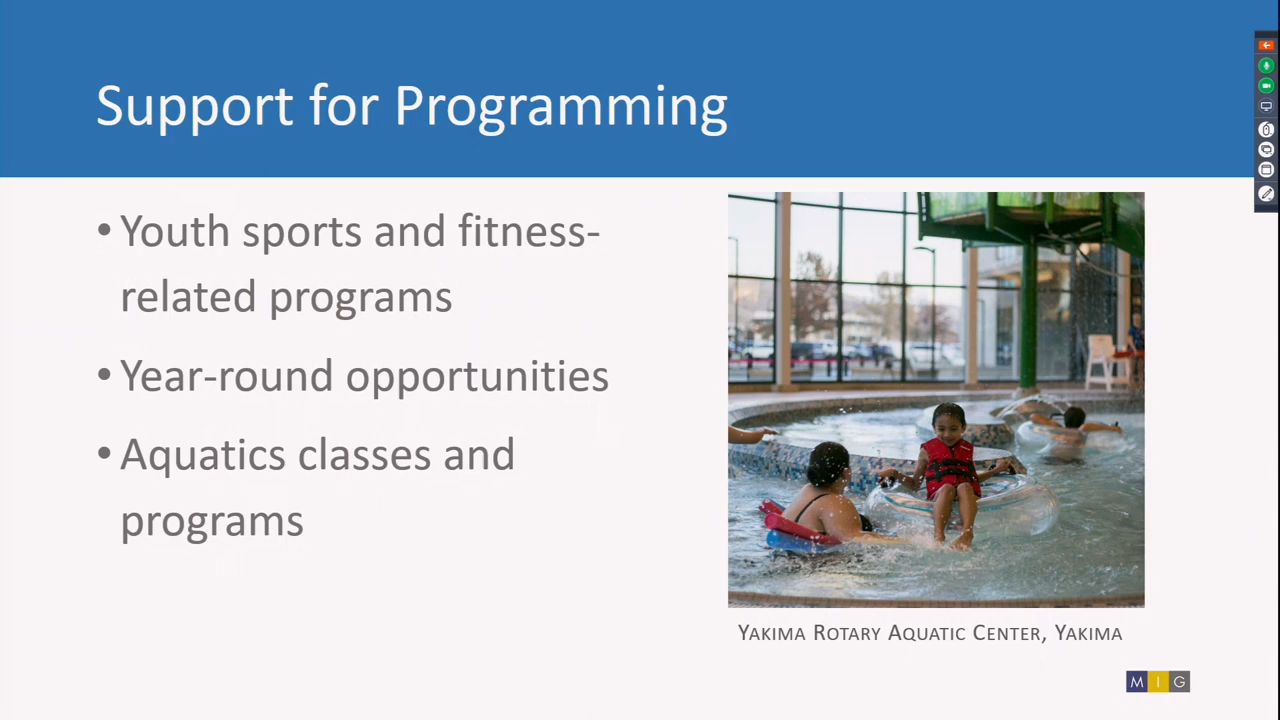 Support for Programming
• Youth sports and fitness-
related programs
• Year-round opportunities
• Aquatics classes and
programs
YAKIMA ROTARY AQUATIC CENTER, YAKIMA
MIG